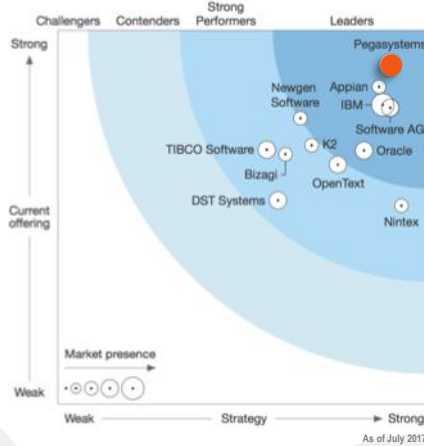 Challengers Contenders Strong Performers Leaders
Strong
Pegasystems
Newgen Software
Appian
IBM
Software AG
TIBCO Software
K2
Oracle
Bizagi
OpenText
DST Systems
Current offering
Nintex
Market presence
Weak
Weak Strategy Strong
As of July 2017